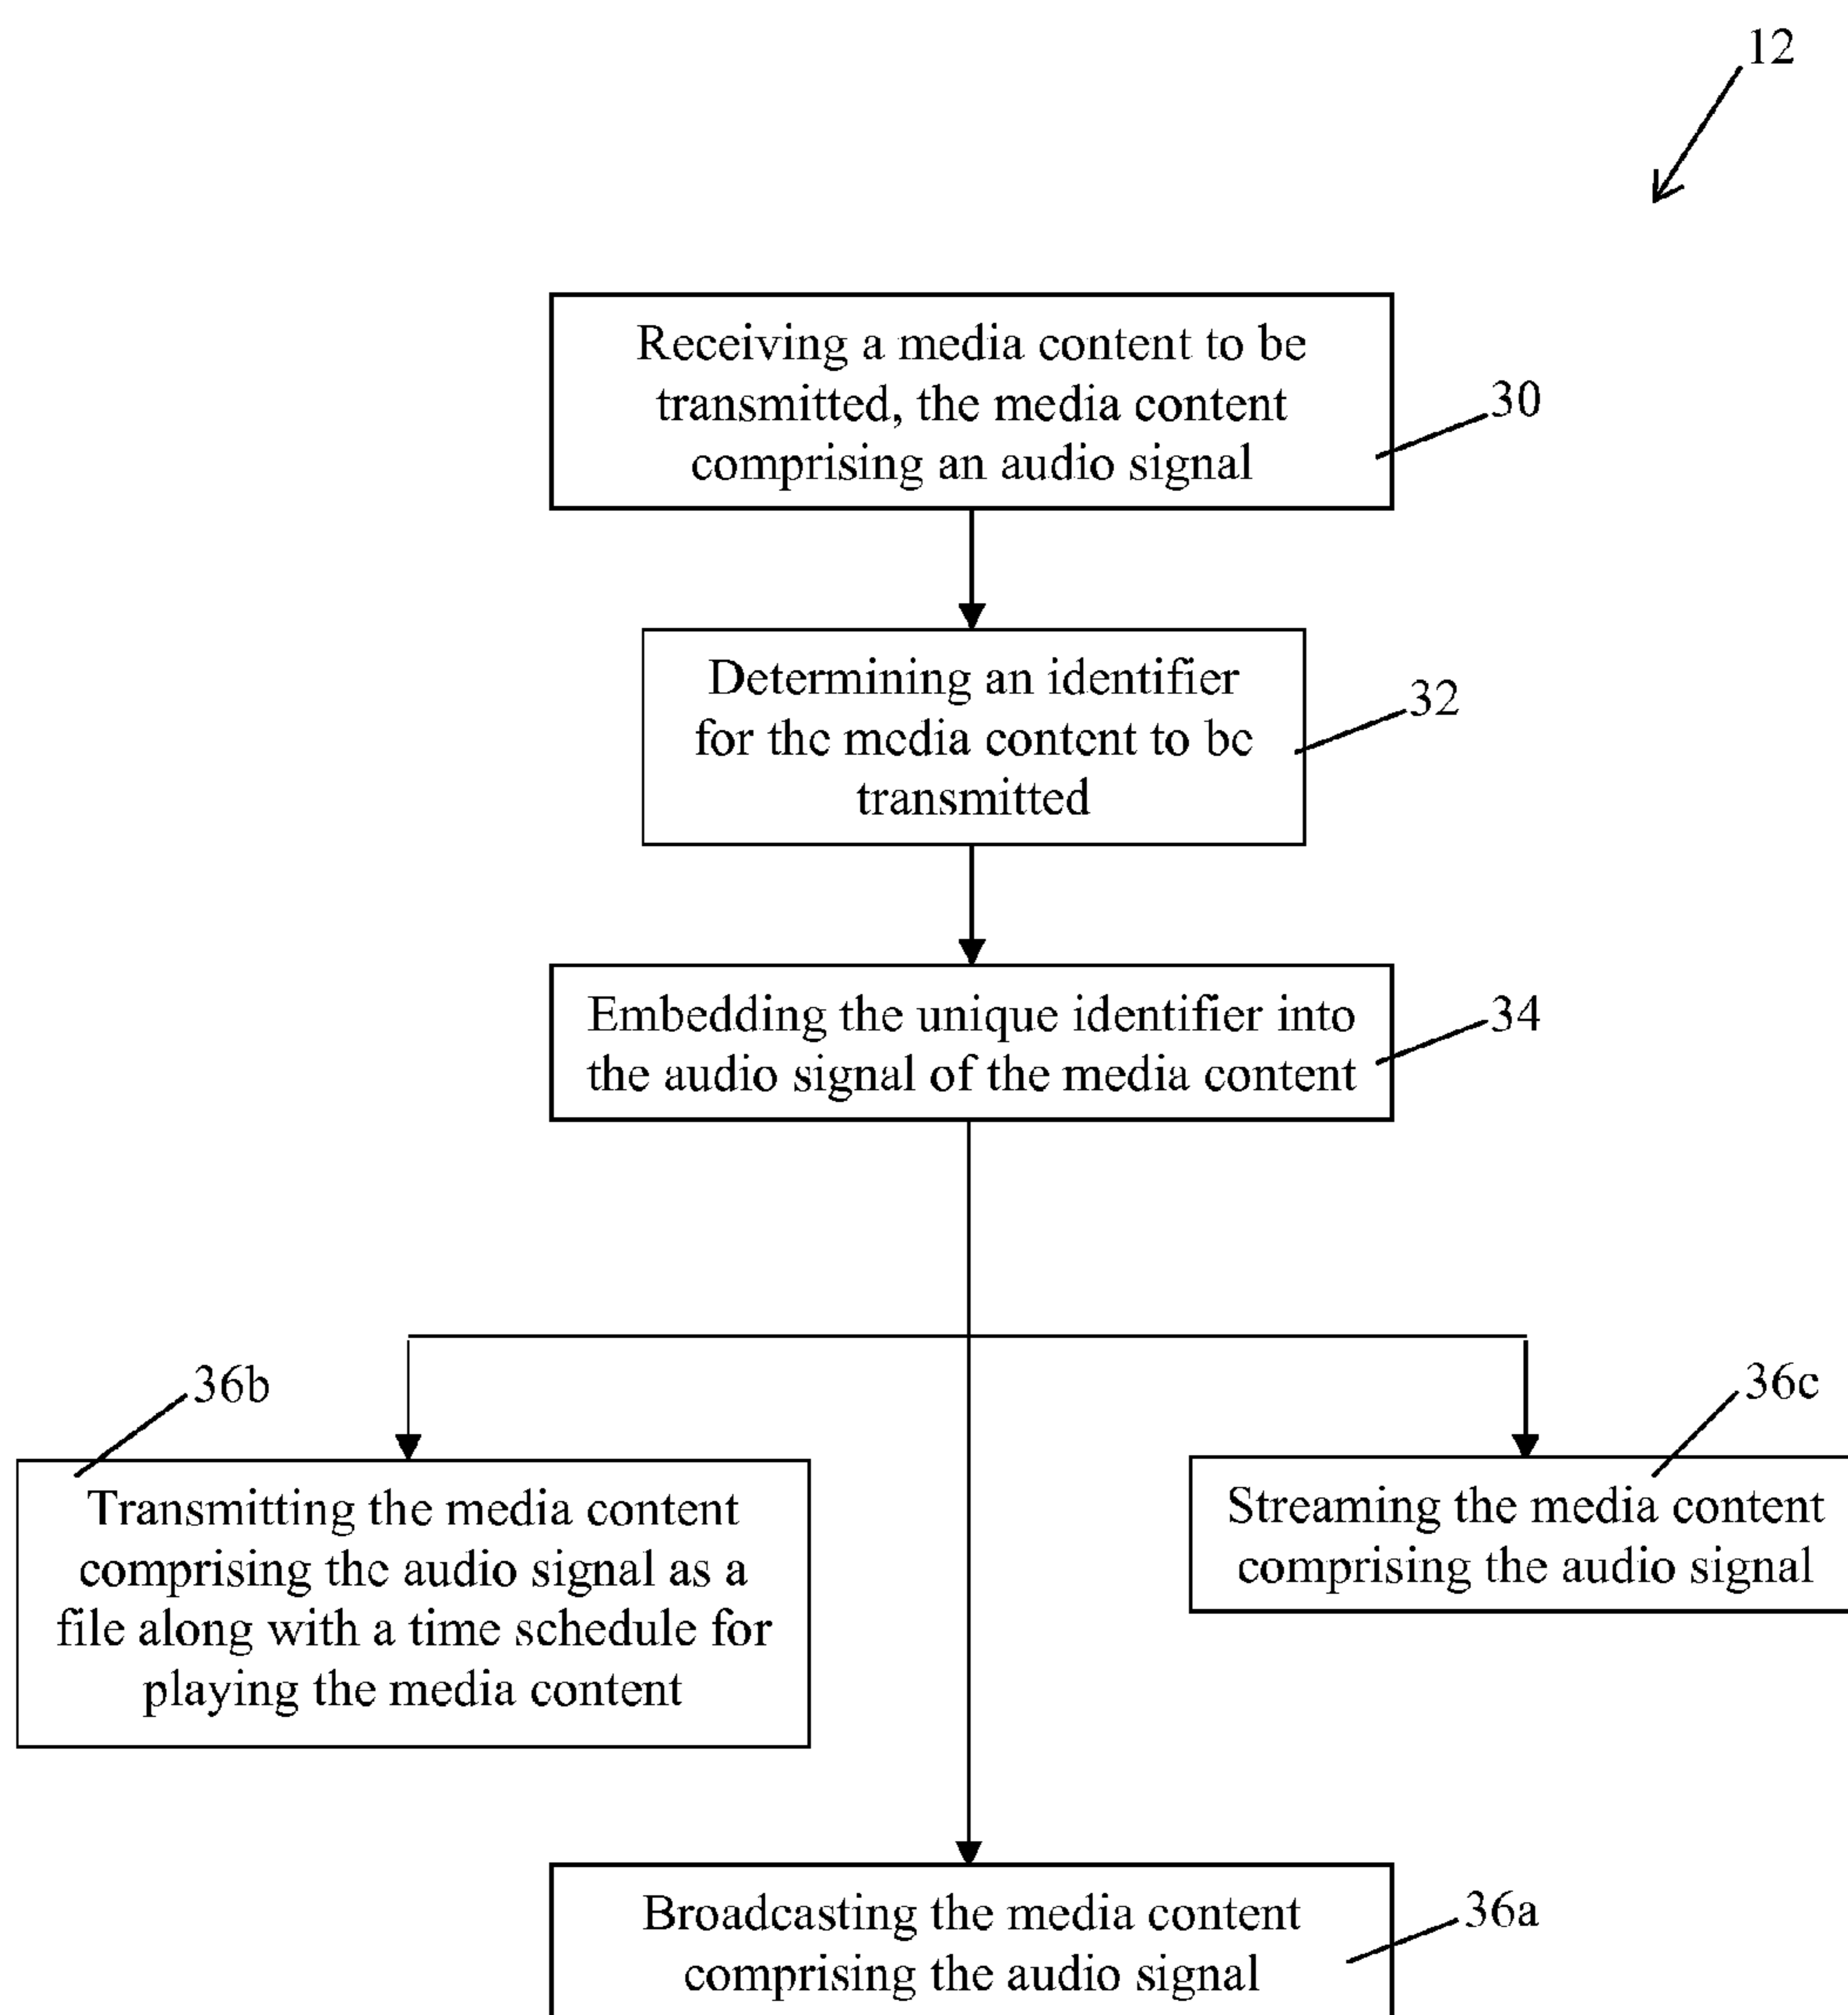 12
Receiving a media content to be
transmitted, the media content
comprising an audio signal
30
Determining an identifier
for the media content to be
transmitted
32
Embedding the unique identifier into
the audio signal of the media content
34
36b
36c
Transmitting the media content
comprising the audio signal as a
file along with a time schedule for
playing the media content
Streaming the media content
comprising the audio signal
Broadcasting the media content
comprising the audio signal
36a